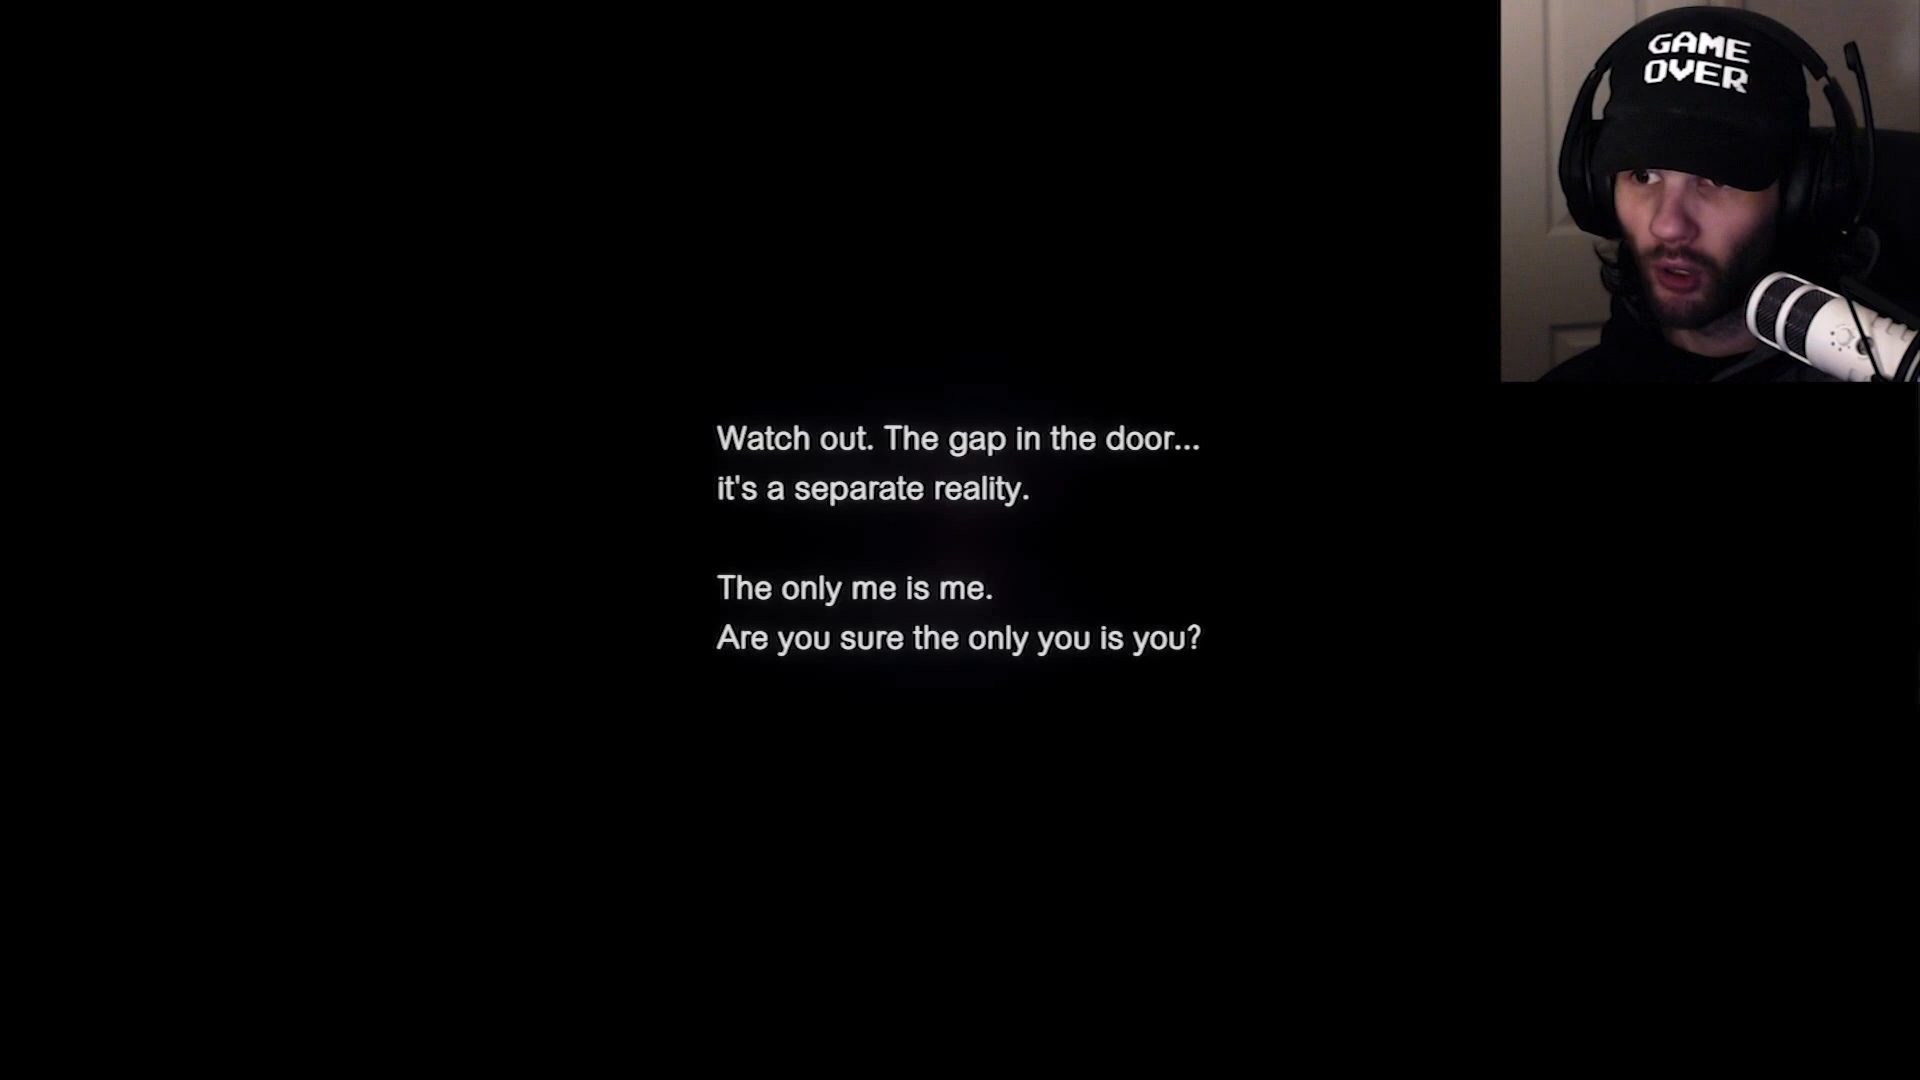 GAME
OVER
Watch out. The gap in the door...
it's a separate reality.
The only me is me.
Are you sure the only you is you?